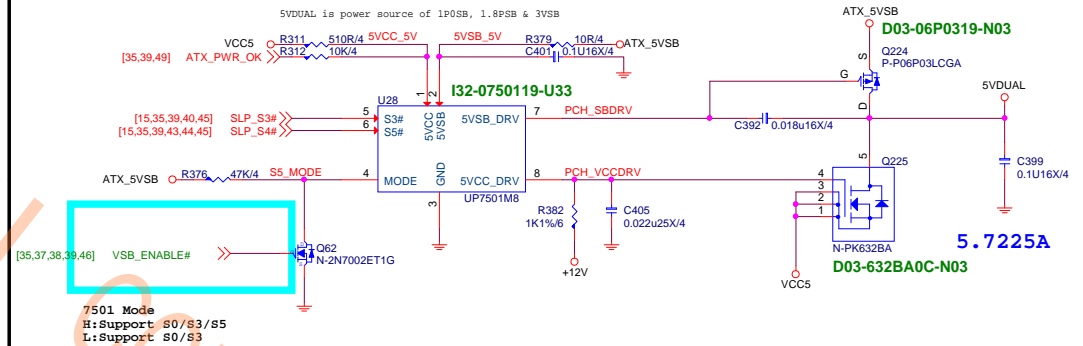 5VDUAL is power source of 1P0SB, 1.8PSB & 3VSB
VCC5 R311 510R/4 5VCC_5V 5VSB_5V R379 10R/4 ATX_5VSB
[35,39,49] ATX_PWR_OK R312 10K/4 C401 0.1U16X/4
ATX_5VSB
D03-06P0319-N03
Q224
P-P06P03LCGA
S
G
D
5VDUAL
I32-0750119-U33
U28
1 2
[15,35,39,40,45] SLP_S3# 5 S3# 5VCC 5VSB 5VSB_DRV 7 PCH_SBDRV
[15,35,39,43,44,45] SLP_S4# 6 S5#
C392 0.018u16X/4
ATX_5VSB R376 47K/4 S5_MODE 4 MODE GND 5VCC_DRV 8 PCH_VCCDRV
3
UP7501M8
R382
1K1%/6
+12V
C405
0.022u25X/4
5
Q225
4
3
2
1
N-PK632BA
D03-632BA0C-N03
VCC5
C399
0.1U16X/4
5.7225A
[35,37,38,39,46] VSB_ENABLE#
Q62
N-2N7002ET1G
7501 Mode
H:Support S0/S3/S5
L:Support S0/S3